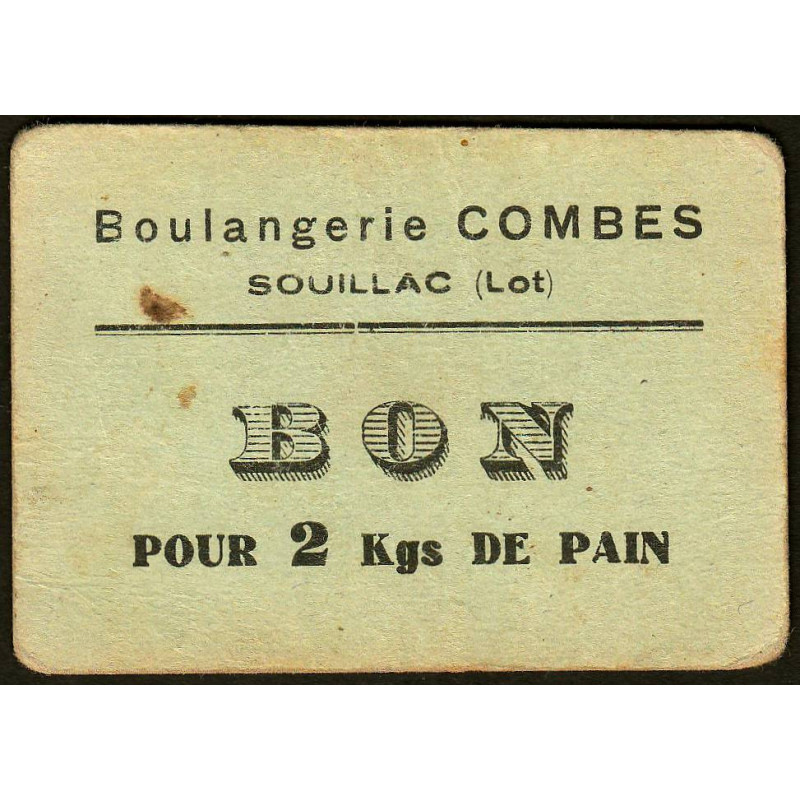 Boulangerie COMBES
SOUILLAC (Lot)
BON
POUR 2 Kgs DE PAIN